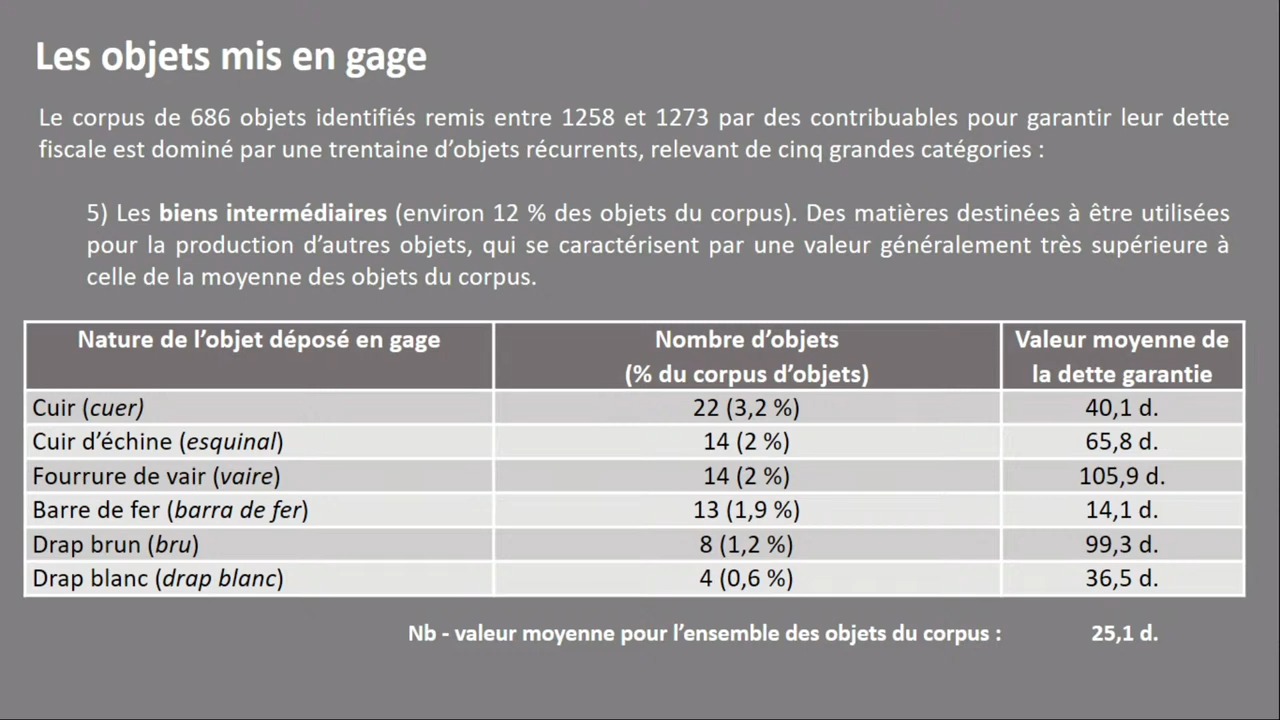 Les objets mis en gage
Le corpus de 686 objets identifiés remis entre 1258 et 1273 par des contribuables pour garantir leur dette
fiscale est dominé par une trentaine d’objets récurrents, relevant de cinq grandes catégories :
5) Les biens intermédiaires (environ 12 % des objets du corpus). Des matières destinées à être utilisées
pour la production d’autres objets, qui se caractérisent par une valeur généralement très supérieure à
celle de la moyenne des objets du corpus.
Nature de l’objet déposé en gage Nombre d’objets Valeur moyenne de
(% du corpus d’objets) la dette garantie
Cuir (cuer) 22 (3,2 %) 40,1 d.
Cuir d’échine (esquinal) 14 (2 %) 65,8 d.
Fourrure de vair (vaire) 14 (2 %) 105,9 d.
Barre de fer (barra de fer) 13 (1,9 %) 14,1 d.
Drap brun (bru) 8 (1,2 %) 99,3 d.
Drap blanc (drap blanc) 4 (0,6 %) 36,5 d.
Nb - valeur moyenne pour l’ensemble des objets du corpus : 25,1 d.